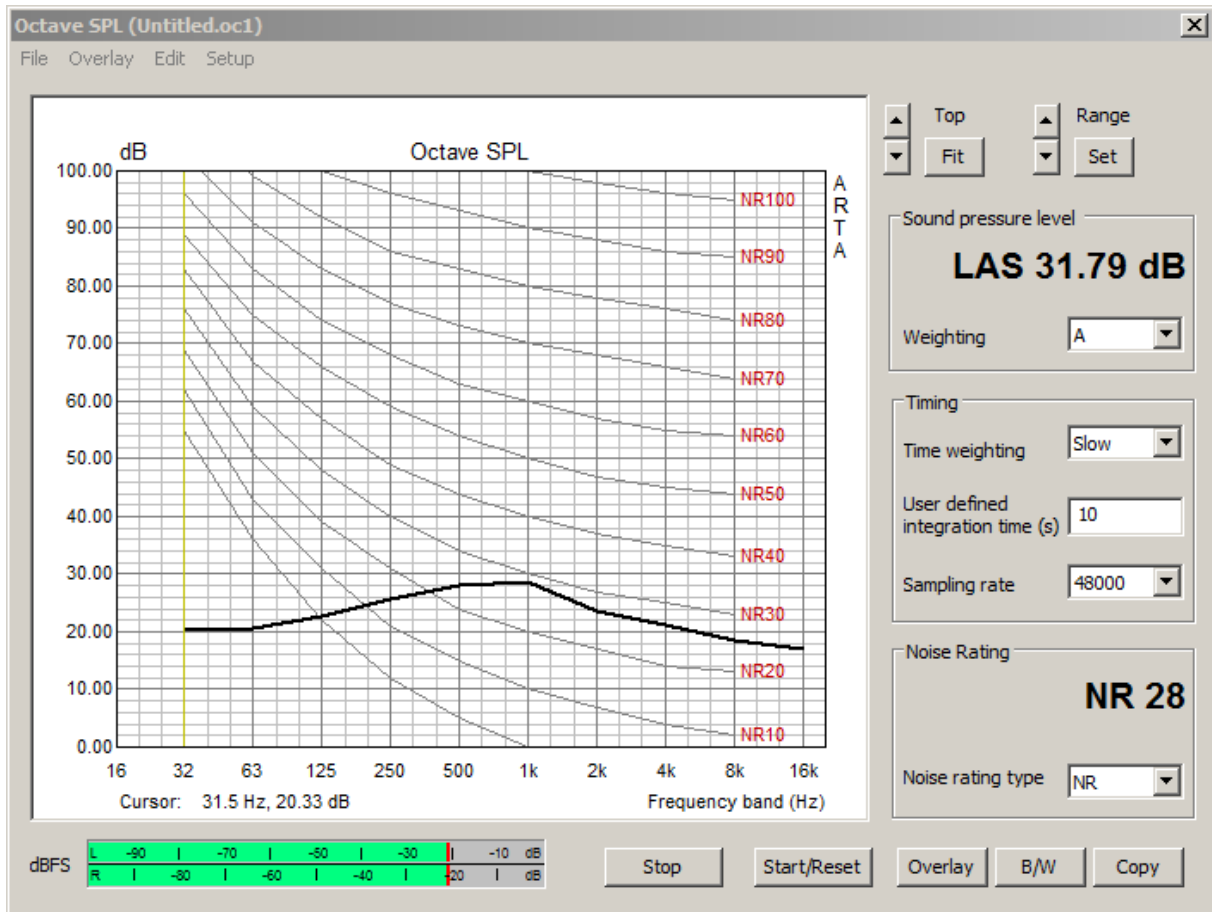 Octave SPL (Untitled.oc1)
File Overlay Edit Setup
dB
Octave SPL
100.00
90.00
80.00
70.00
60.00
50.00
40.00
30.00
20.00
10.00
0.00
A
R
T
A
NR100
NR90
NR80
NR70
NR60
NR50
NR40
NR30
NR20
NR10
16 32 63 125 250 500 1k 2k 4k 8k 16k
Cursor: 31.5 Hz, 20.33 dB
Frequency band (Hz)
Top
Fit
Range
Set
Sound pressure level
LAS 31.79 dB
Weighting
A
Timing
Time weighting
Slow
User defined
integration time (s)
10
Sampling rate
48000
Noise Rating
NR 28
Noise rating type
NR
dBFS
L -90 | -70 | -50 | -30 | -10 dB
R | -80 | -60 | -40 | -20 | dB
Stop
Start/Reset
Overlay
B/W
Copy